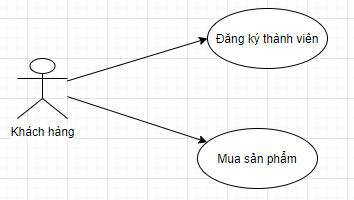 Đăng ký thành viên
Khách hàng
Mua sản phẩm